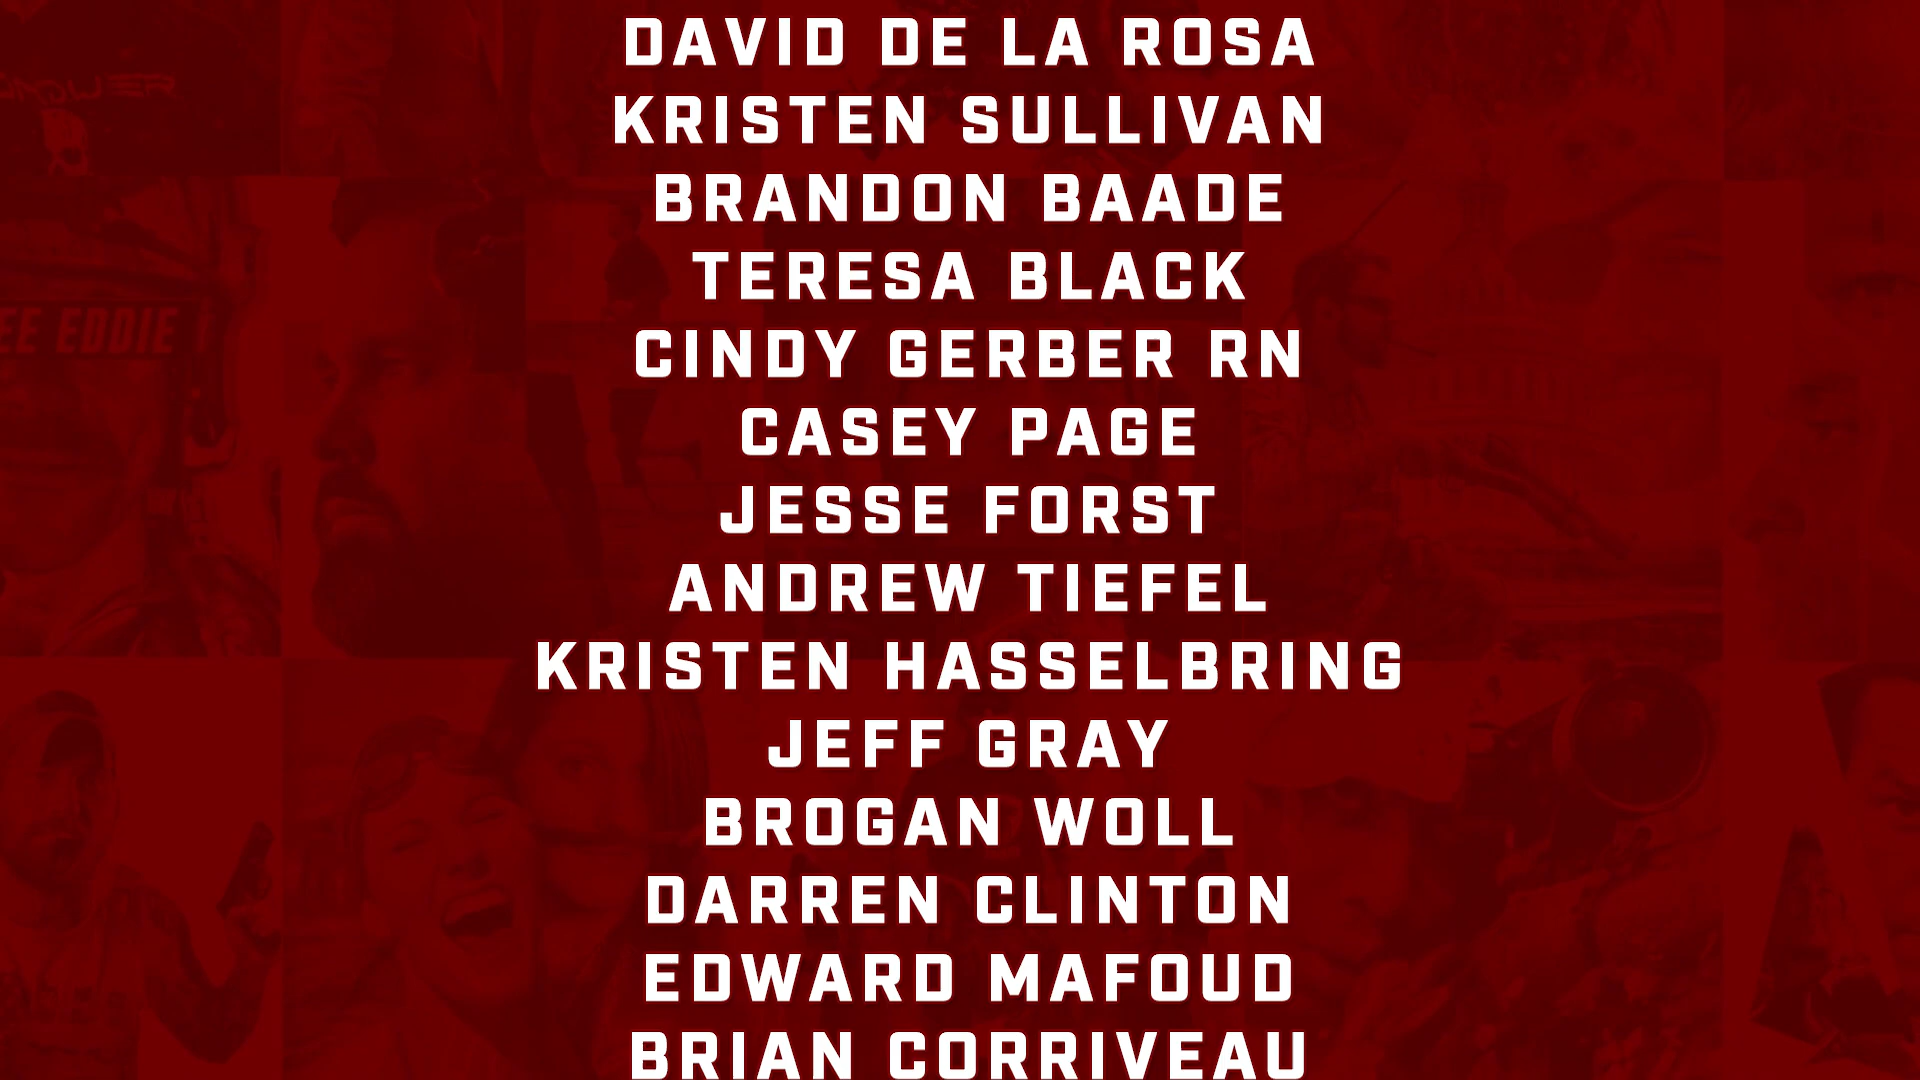 DAVID DE LA ROSA
KRISTEN SULLIVAN
BRANDON BAADE
TERESA BLACK
CINDY GERBER RN
CASEY PAGE
JESSE FORST
ANDREW TIEFEL
KRISTEN HASSELBRING
JEFF GRAY
BROGAN WOLL
DARREN CLINTON
EDWARD MAFOUD
BRIAN CORRIVEAU
EDDIE